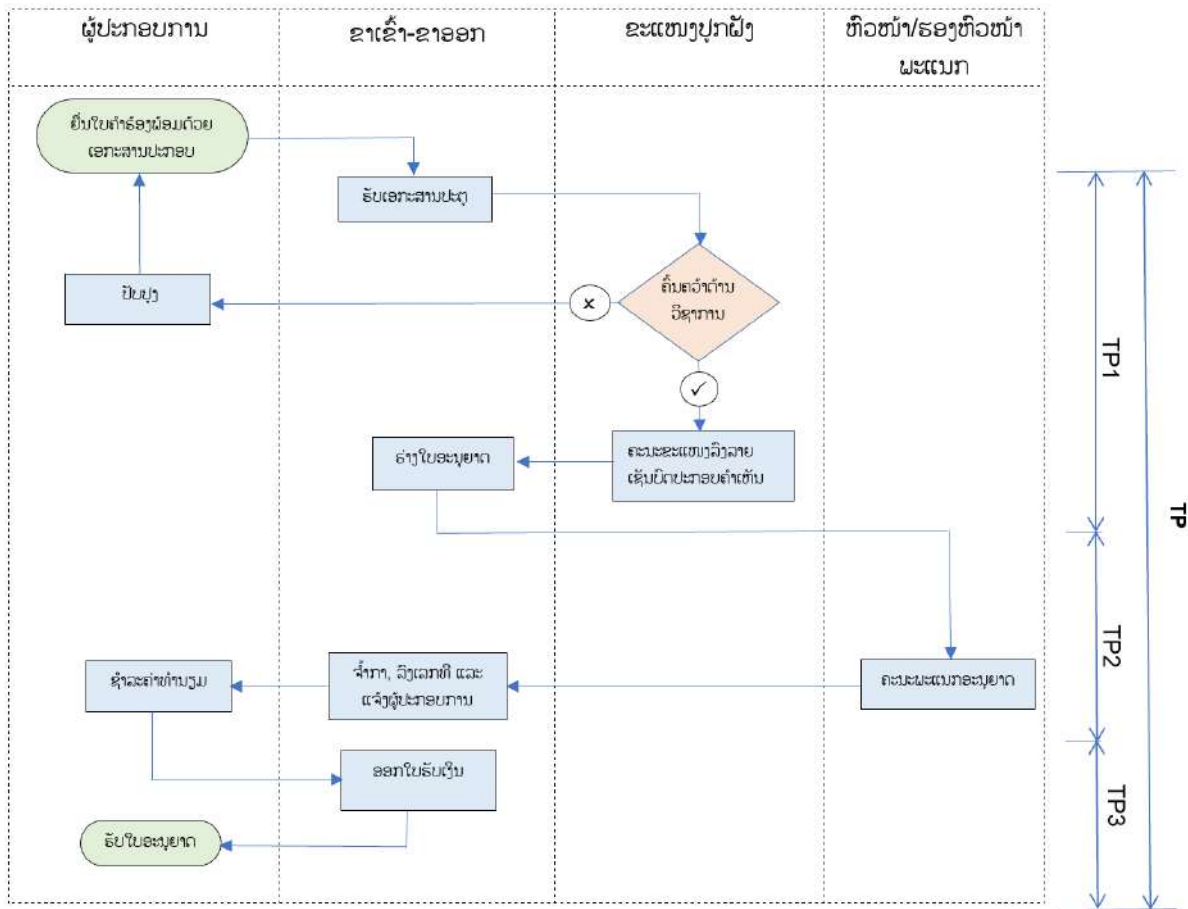 ຜູ້ປະກອບການ
ຂາເຂົ້າ-ຂາອອກ
ຂະແໜງປູກຝັງ
ຫົວໜ້າ/ຮອງຫົວໜ້າ
ພະແນກ
ຍື່ນໃບຄຳຮ້ອງພ້ອມດ້ວຍ
ເອກະສານປະກອບ
ຮັບເອກະສານປະຕູ
ຄົ້ນຄວ້າດ້ານ
ວິຊາການ
x
ປັບປຸງ
✓
ຄະນະຂະແໜງລົງລາຍ
ເຊັນບົດປະກອບຄຳເຫັນ
ຮ່າງໃບອະນຸຍາດ
ຄະນະພະແນກອະນຸຍາດ
ຈ້ຳກາ, ລົງເລກທີ ແລະ
ແຈ້ງຜູ້ປະກອບການ
ຊຳລະຄ່າທຳນຽມ
ອອກໃບຮັບເງິນ
ຮັບໃບອະນຸຍາດ
TP1
TP2
TP3
TP